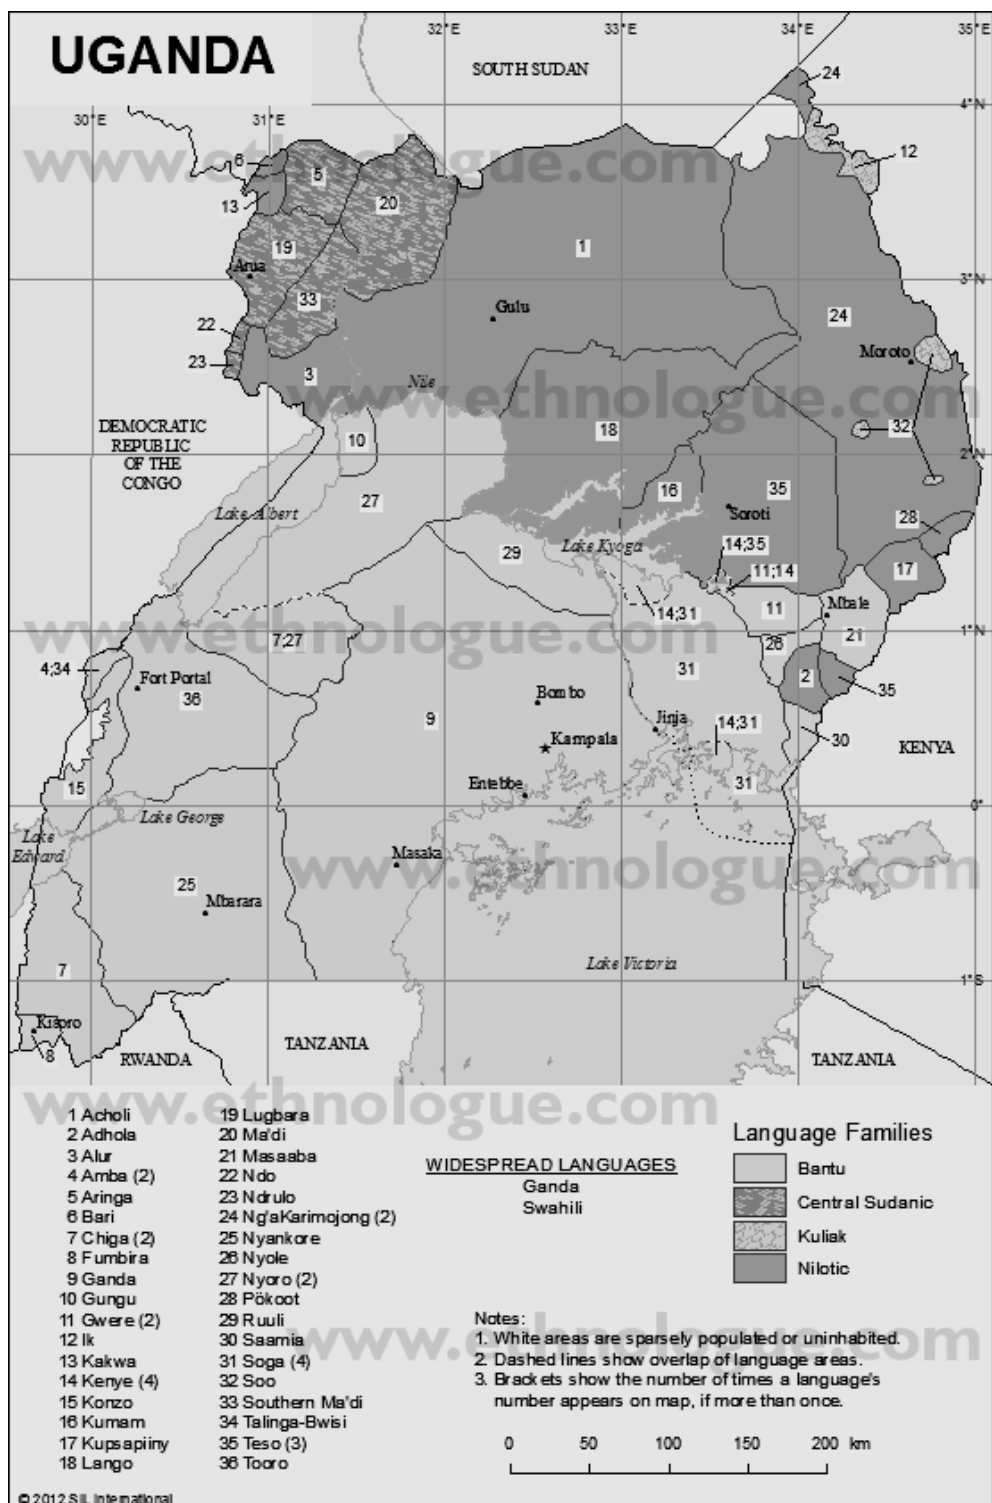 UGANDA
32°E
33°E
34°E
35°E
SOUTH SUDAN
24
4°N
30°E
31°E
www.ethnologue.com
6
5
12
13
20
19
1
Arua
3°N
33
Gulu
24
22
Moroto
23
3
Nile
www.ethnologue.com
DEMOCRATIC
REPUBLIC
OF THE
CONGO
10
18
32
2°N
27
16
35
Lake Albert
Soroti
28
29
Lake Kyoga
14;35
17
11;14
11
Mbale
14;31
1°N
www.ethnologue.com
7;27
26
21
4;34
Fort Portal
31
2
36
35
Bombo
9
Jinja
14;31
Kampala
30
KENYA
15
Entebbe
31
0°
Lake George
Lake
Edward
Masaka
www.ethnologue.com
25
Mbarara
7
Lake Victoria
1°S
Kisoro
8
RWANDA
TANZANIA
TANZANIA
www.ethnologue.com
1 Acholi
2 Adhola
3 Alur
4 Amba (2)
5 Aringa
6 Bari
7 Chiga (2)
8 Fumbira
9 Ganda
10 Gungu
11 Gwere (2)
12 Ik
13 Kakwa
14 Kenye (4)
15 Konzo
16 Kumam
17 Kupsapiiny
18 Lango
19 Lugbara
20 Ma'di
21 Masaaba
22 Ndo
23 Ndrulo
24 Ng'aKarimojong (2)
25 Nyankore
26 Nyole
27 Nyoro (2)
28 Pökoot
29 Ruuli
30 Saamia
31 Soga (4)
32 Soo
33 Southern Ma'di
34 Talinga-Bwisi
35 Teso (3)
36 Tooro
WIDESPREAD LANGUAGES
Ganda
Swahili
Language Families
Bantu
Central Sudanic
Kuliak
Nilotic
Notes:
1. White areas are sparsely populated or uninhabited.
2. Dashed lines show overlap of language areas.
3. Brackets show the number of times a language's
number appears on map, if more than once.
www.ethnologue.com
0 50 100 150 200 km
© 2012 SIL International